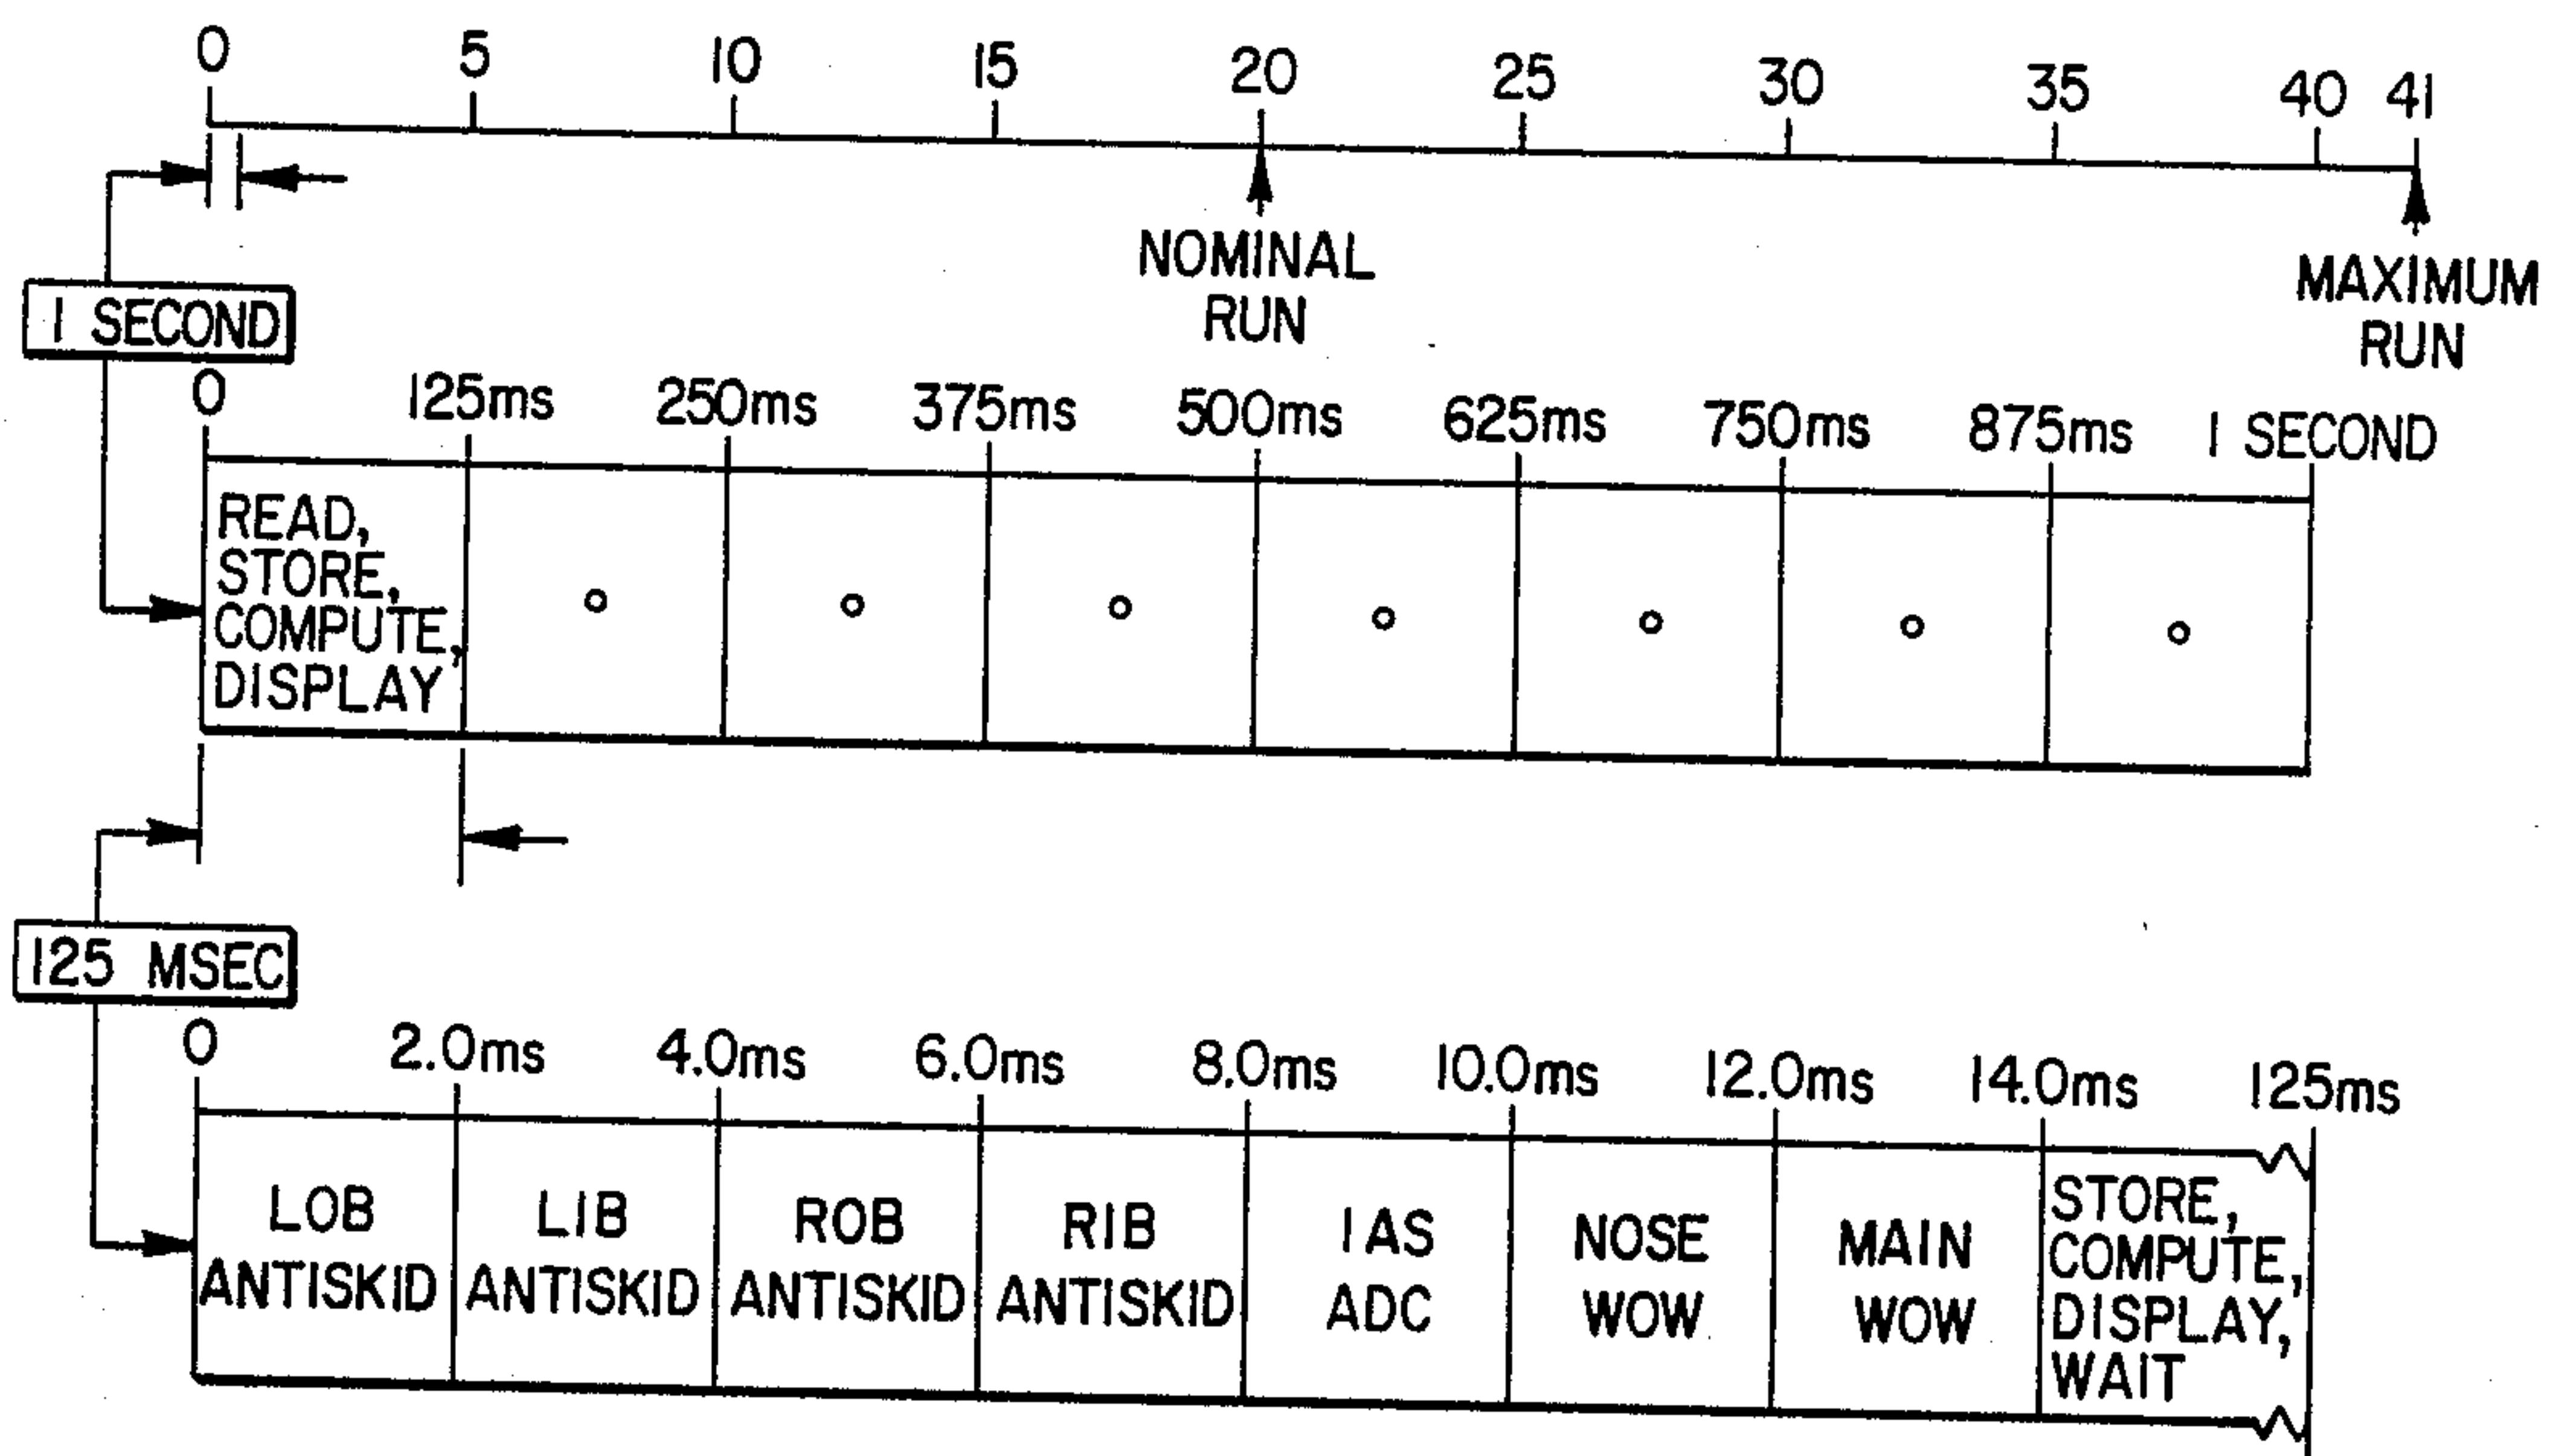 0 5 10 15 20 25 30 35 40 41
NOMINAL
RUN
MAXIMUM
RUN
1 SECOND
0 125ms 250ms 375ms 500ms 625ms 750ms 875ms 1 SECOND
READ,
STORE,
COMPUTE,
DISPLAY
125 MSEC
0 2.0ms 4.0ms 6.0ms 8.0ms 10.0ms 12.0ms 14.0ms 125ms
LOB
ANTISKID
LIB
ANTISKID
ROB
ANTISKID
RIB
ANTISKID
IAS
ADC
NOSE
WOW
MAIN
WOW
STORE,
COMPUTE,
DISPLAY,
WAIT